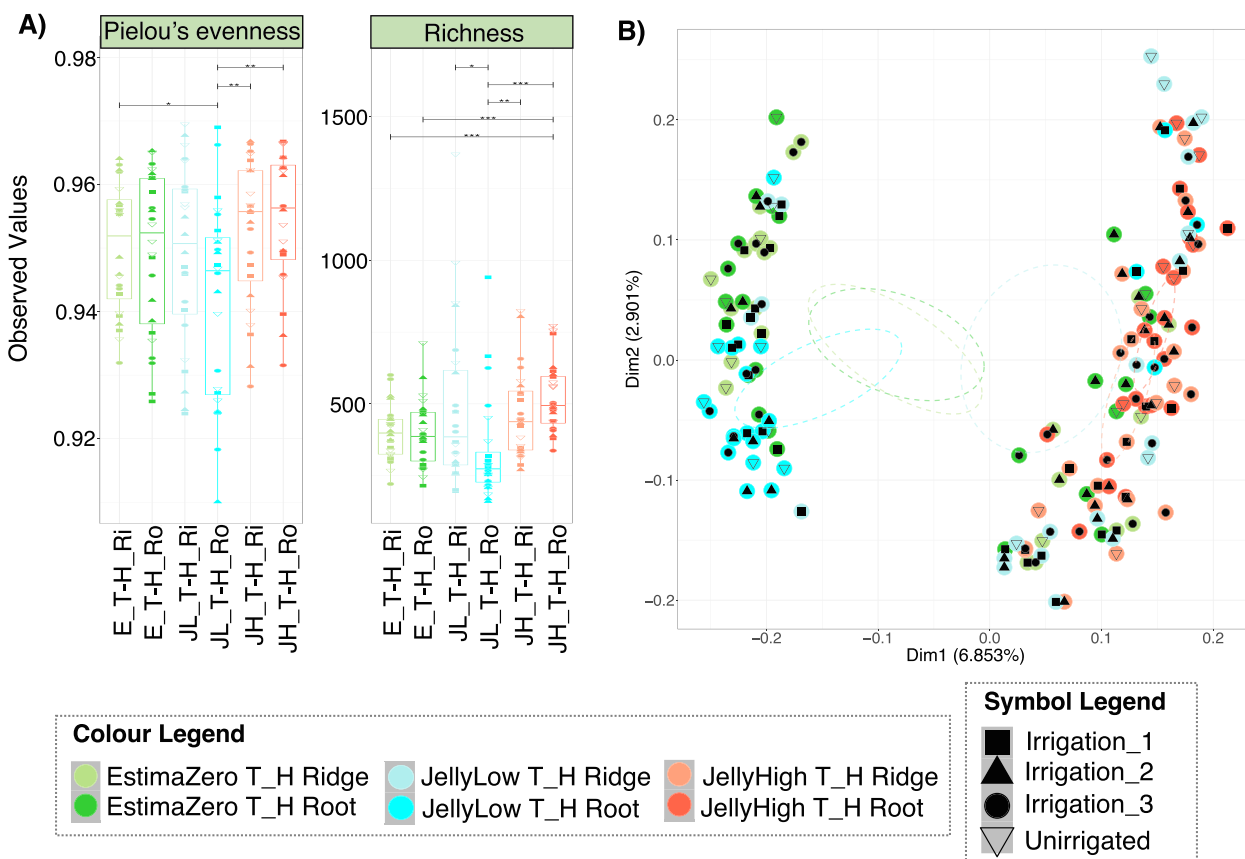 A)
Pielou's evenness
Richness
B)
Observed Values
0.98
0.96
0.94
0.92
* ** **
1500
1000
500
* *** ** *** ***
E_T-H_Ri
E_T-H_Ro
JL_T-H_Ri
JL_T-H_Ro
JH_T-H_Ri
JH_T-H_Ro
E_T-H_Ri
E_T-H_Ro
JL_T-H_Ri
JL_T-H_Ro
JH_T-H_Ri
JH_T-H_Ro
Dim2 (2.901%)
0.2
0.1
0.0
−0.1
−0.2
−0.2 −0.1 0.0 0.1 0.2
Dim1 (6.853%)
Colour Legend
EstimaZero T_H Ridge
EstimaZero T_H Root
JellyLow T_H Ridge
JellyLow T_H Root
JellyHigh T_H Ridge
JellyHigh T_H Root
Symbol Legend
Irrigation_1
Irrigation_2
Irrigation_3
Unirrigated